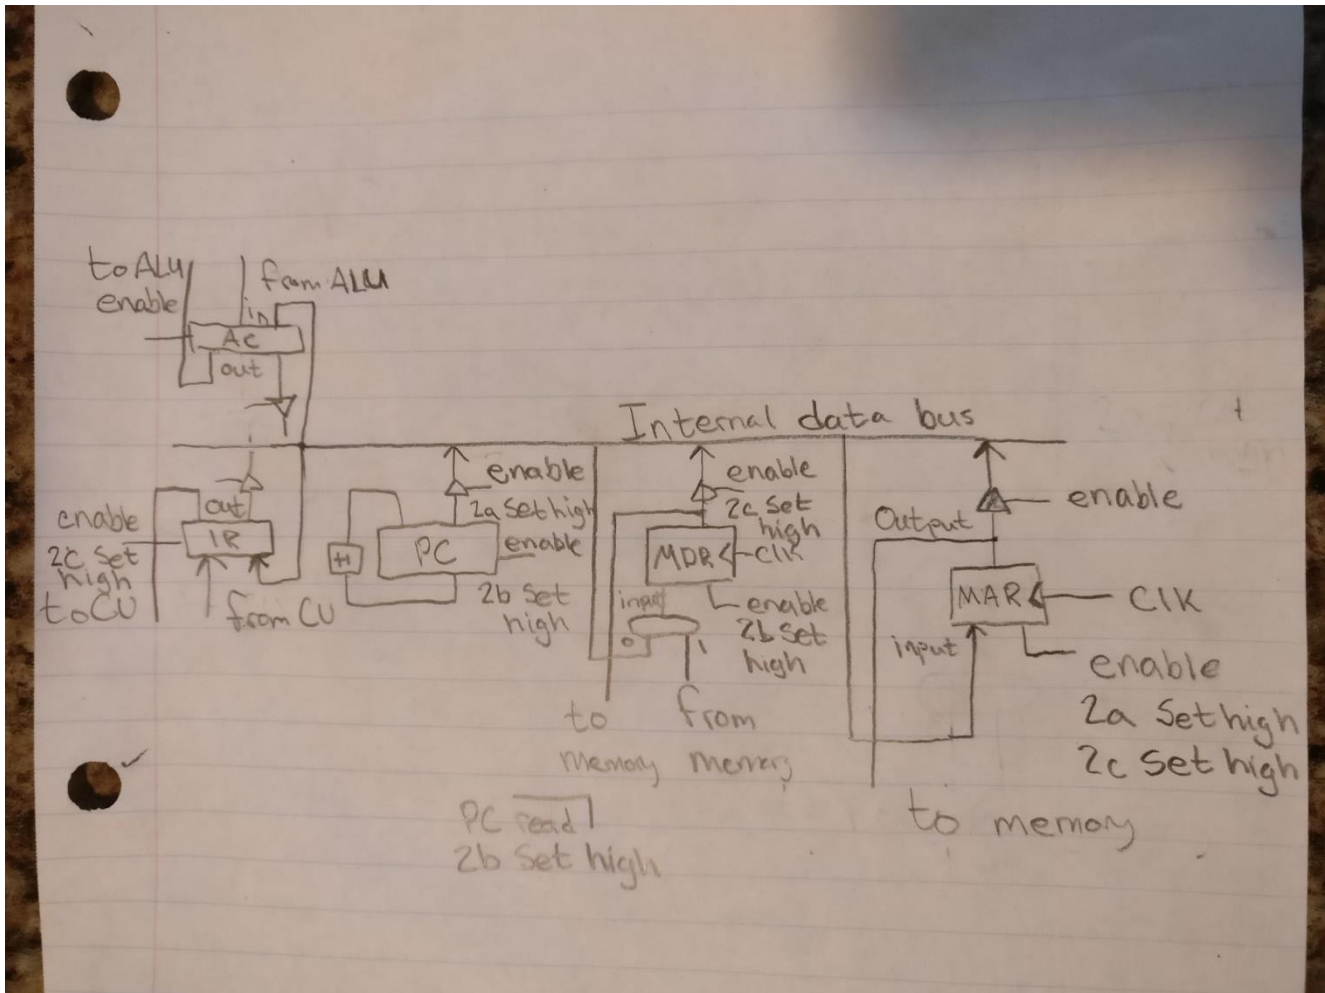 to ALU
enable
from ALU
in
AC
out
Internal data bus
out
IR
enable
2c Set
high
to CU
from CU
+1
PC
enable
2a Set high
enable
2b Set
high
enable
2c Set
high
MDR
Clk
input
0
1
enable
2b Set
high
to
memory
from
memory
Output
enable
MAR
Clk
input
enable
2a Set high
2c Set high
to memory
PC read
2b Set high